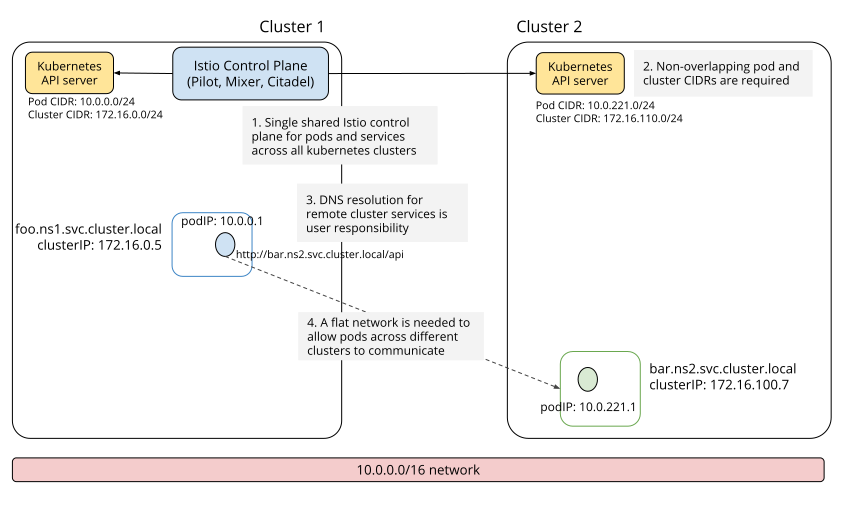 Cluster 1
Cluster 2
Kubernetes
API server
Istio Control Plane
(Pilot, Mixer, Citadel)
Kubernetes
API server
2. Non-overlapping pod and
cluster CIDRs are required
Pod CIDR: 10.0.0.0/24
Cluster CIDR: 172.16.0.0/24
Pod CIDR: 10.0.221.0/24
Cluster CIDR: 172.16.110.0/24
1. Single shared Istio control
plane for pods and services
across all kubernetes clusters
3. DNS resolution for
remote cluster services is
user responsibility
foo.ns1.svc.cluster.local
clusterIP: 172.16.0.5
podIP: 10.0.0.1
http://bar.ns2.svc.cluster.local/api
4. A flat network is needed to
allow pods across different
clusters to communicate
bar.ns2.svc.cluster.local
clusterIP: 172.16.100.7
podIP: 10.0.221.1
10.0.0.0/16 network